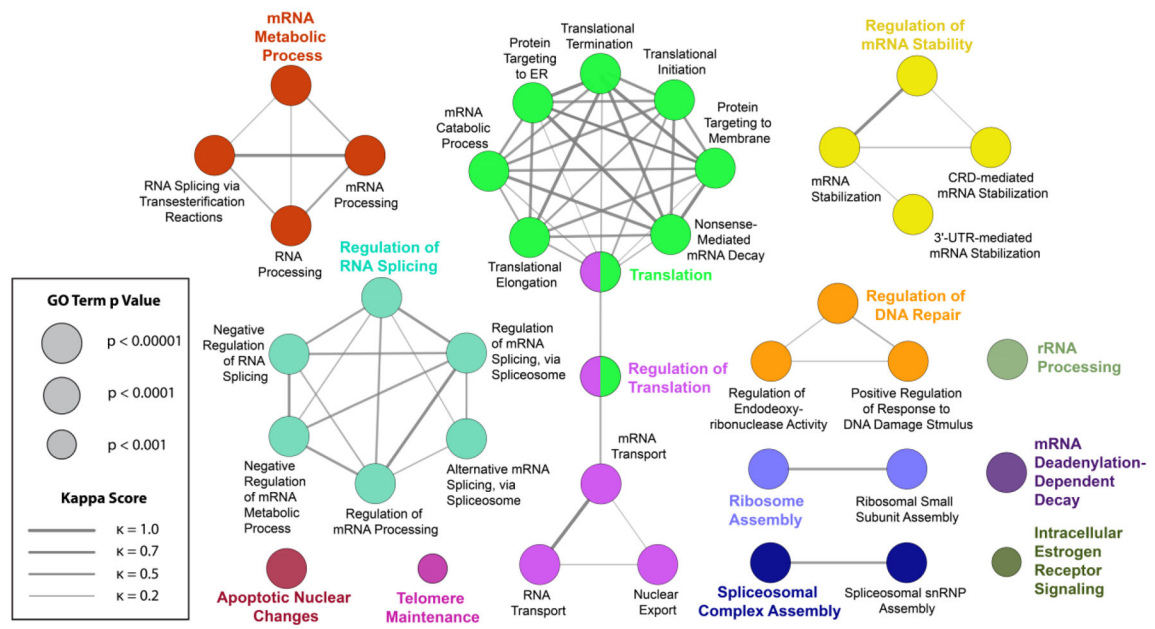 mRNA
Metabolic
Process
RNA Splicing via
Transesterification
Reactions
mRNA
Processing
RNA
Processing
Translational
Termination
Protein
Targeting
to ER
Translational
Initiation
mRNA
Catabolic
Process
Protein
Targeting to
Membrane
Translational
Elongation
Nonsense-
Mediated
mRNA Decay
Translation
Regulation of
Translation
mRNA
Transport
RNA
Transport
Nuclear
Export
Regulation of
mRNA Stability
mRNA
Stabilization
CRD-mediated
mRNA Stabilization
3'-UTR-mediated
mRNA Stabilization
GO Term p Value
p < 0.00001
p < 0.0001
p < 0.001
Kappa Score
κ = 1.0
κ = 0.7
κ = 0.5
κ = 0.2
Regulation of
RNA Splicing
Negative
Regulation
of RNA
Splicing
Regulation
of mRNA
Splicing, via
Spliceosome
Negative
Regulation
of mRNA
Metabolic
Process
Regulation of
mRNA Processing
Alternative mRNA
Splicing, via
Spliceosome
Apoptotic Nuclear
Changes
Telomere
Maintenance
Regulation of
DNA Repair
Regulation of
Endodeoxy-
ribonuclease Activity
Positive Regulation
of Response to
DNA Damage Stmulus
Ribosome
Assembly
Ribosomal Small
Subunit Assembly
Spliceosomal
Complex Assembly
Spliceosomal snRNP
Assembly
rRNA
Processing
mRNA
Deadenylation-
Dependent
Decay
Intracellular
Estrogen
Receptor
Signaling